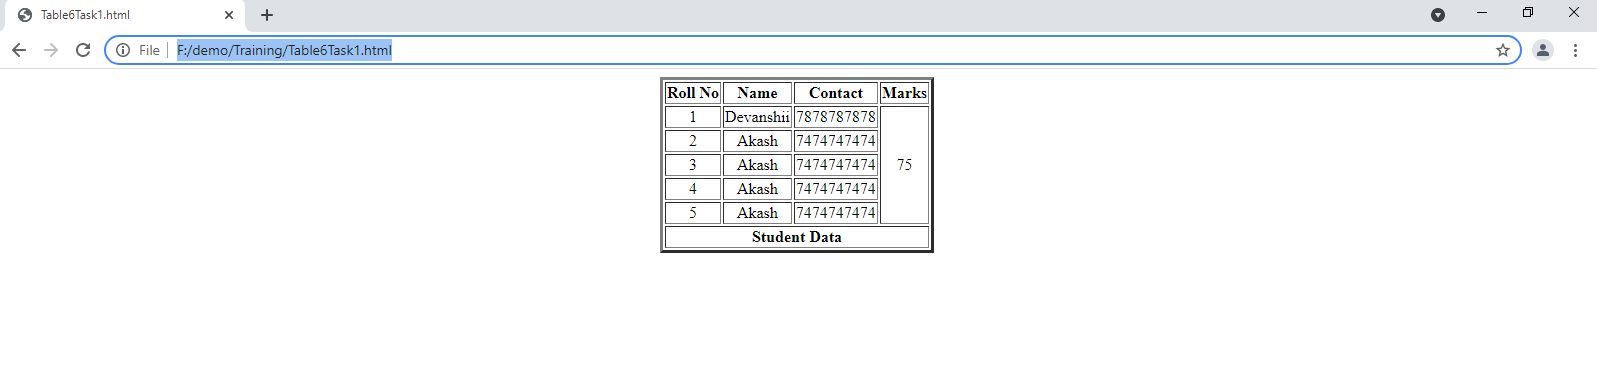 Table6Task1.html
File F:/demo/Training/Table6Task1.html
Roll No Name Contact Marks
1 Devanshii 7878787878
2 Akash 7474747474
3 Akash 7474747474 75
4 Akash 7474747474
5 Akash 7474747474
Student Data